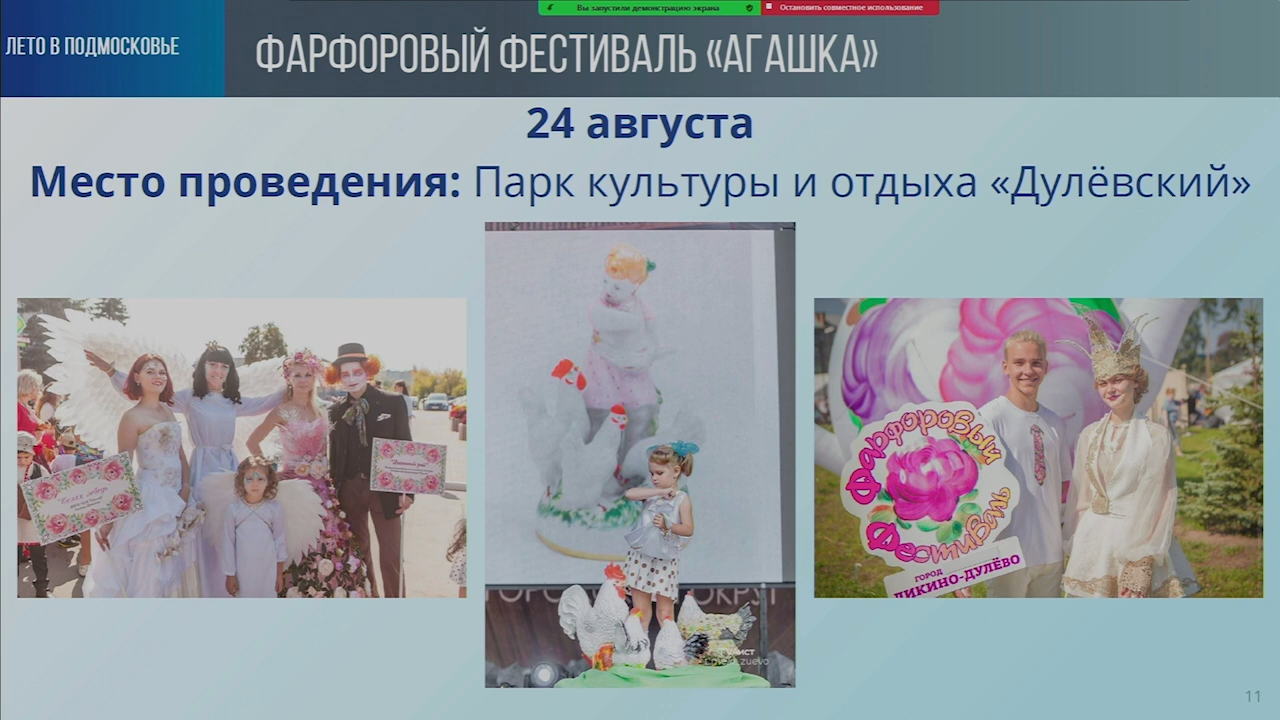 Вы запустили демонстрацию экрана
Остановить совместное использование
ЛЕТО В ПОДМОСКОВЬЕ
ФАРФОРОВЫЙ ФЕСТИВАЛЬ «АГАШКА»
24 августа
Место проведения: Парк культуры и отдыха «Дулёвский»
Фарфоровый
Фестиваль
ГОРОД
ЛИКИНО-ДУЛЁВО
ОКРУГ
11